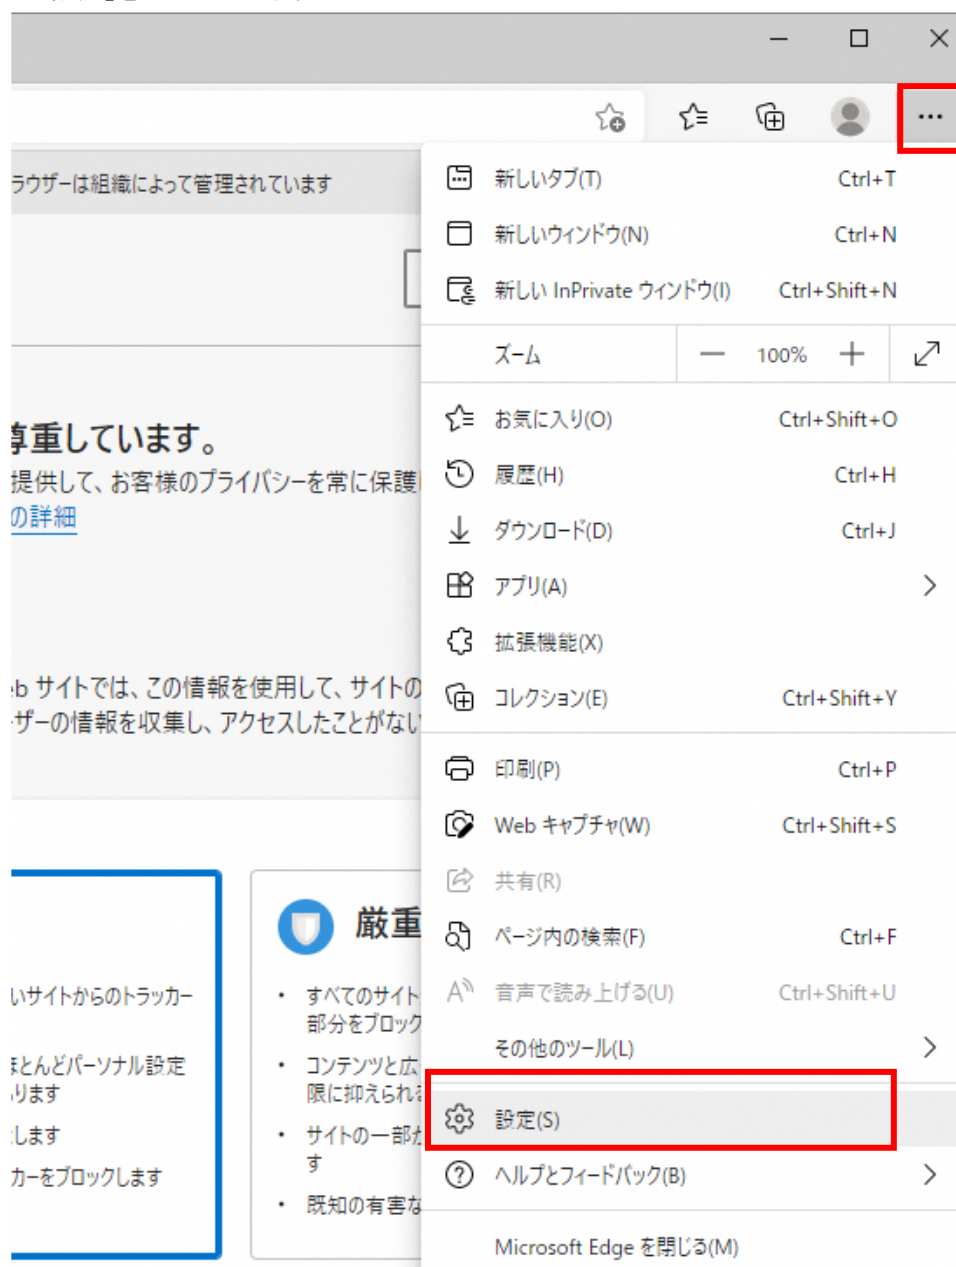 ラウザーは組織によって管理されています
新しいタブ(T) Ctrl+T
新しいウィンドウ(N) Ctrl+N
新しい InPrivate ウィンドウ(I) Ctrl+Shift+N
ズーム 100%
お気に入り(O) Ctrl+Shift+O
履歴(H) Ctrl+H
ダウンロード(D) Ctrl+J
アプリ(A)
拡張機能(X)
コレクション(E) Ctrl+Shift+Y
印刷(P) Ctrl+P
Web キャプチャ(W) Ctrl+Shift+S
共有(R)
ページ内の検索(F) Ctrl+F
音声で読み上げる(U) Ctrl+Shift+U
その他のツール(L)
設定(S)
ヘルプとフィードバック(B)
Microsoft Edge を閉じる(M)
尊重しています。
提供して、お客様のプライバシーを常に保護
の詳細
eb サイトでは、この情報を使用して、サイトの
ザーの情報を収集し、アクセスしたことがない
いサイトからのトラッカー
ほとんどパーソナル設定
ります
します
カーをブロックします
厳重
• すべてのサイト
部分をブロック
• コンテンツと広
限に抑えられ
• サイトの一部が
す
• 既知の有害な